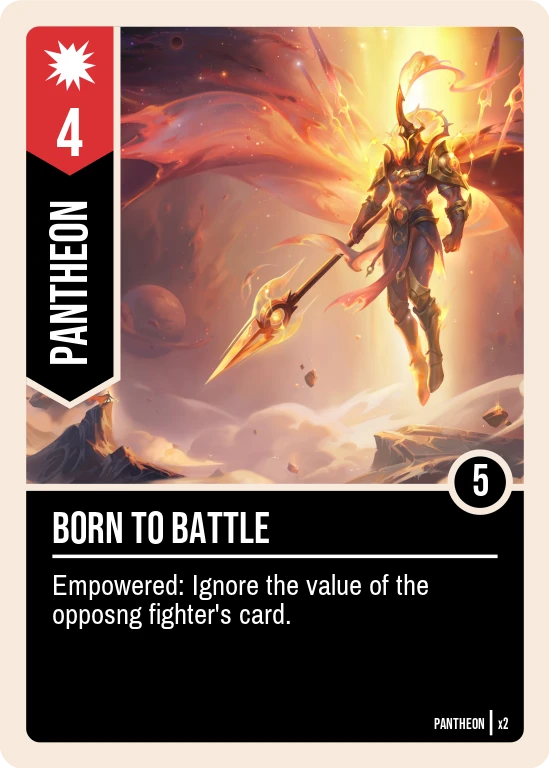 4
PANTHEON
5
BORN TO BATTLE
Empowered: Ignore the value of the
opposng fighter's card.
PANTHEON | x2